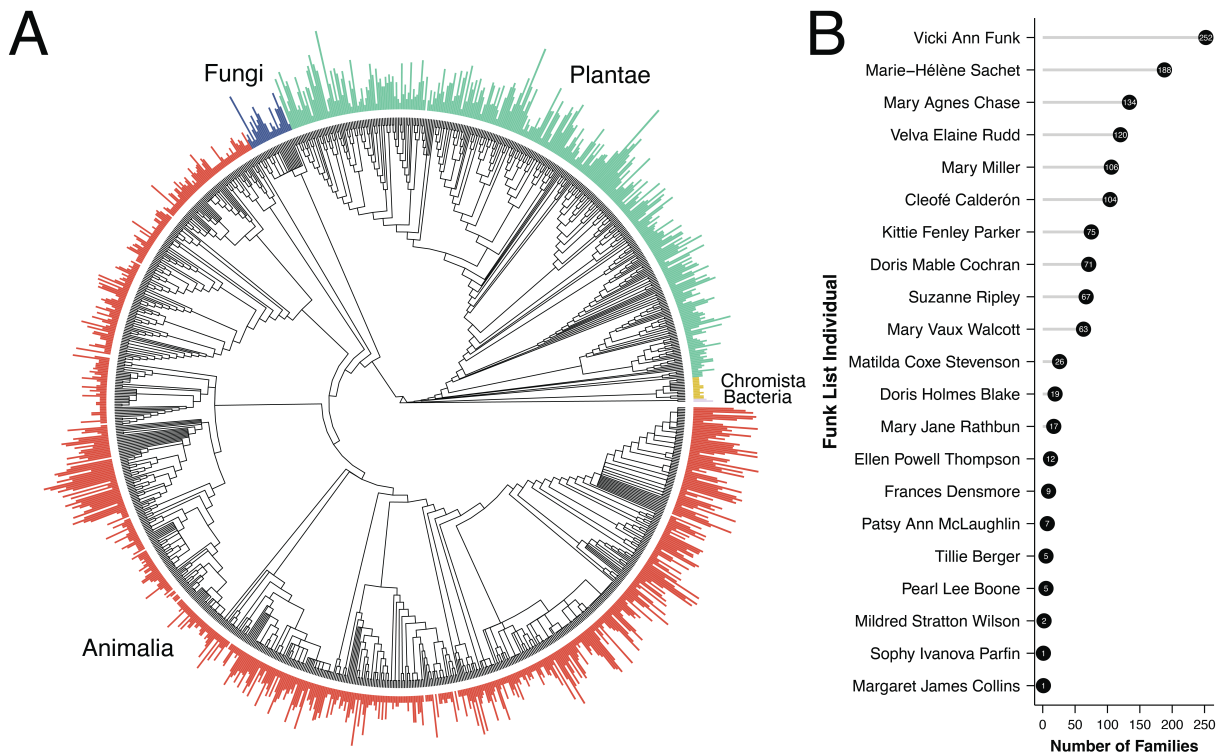 A
Fungi
Plantae
Chromista
Bacteria
Animalia
B
Funk List Individual
Vicki Ann Funk 252
Marie–Hélène Sachet 188
Mary Agnes Chase 134
Velva Elaine Rudd 120
Mary Miller 106
Cleofé Calderón 104
Kittie Fenley Parker 75
Doris Mable Cochran 71
Suzanne Ripley 67
Mary Vaux Walcott 63
Matilda Coxe Stevenson 26
Doris Holmes Blake 19
Mary Jane Rathbun 17
Ellen Powell Thompson 12
Frances Densmore 9
Patsy Ann McLaughlin 7
Tillie Berger 5
Pearl Lee Boone 5
Mildred Stratton Wilson 2
Sophy Ivanova Parfin 1
Margaret James Collins 1
0 50 100 150 200 250
Number of Families